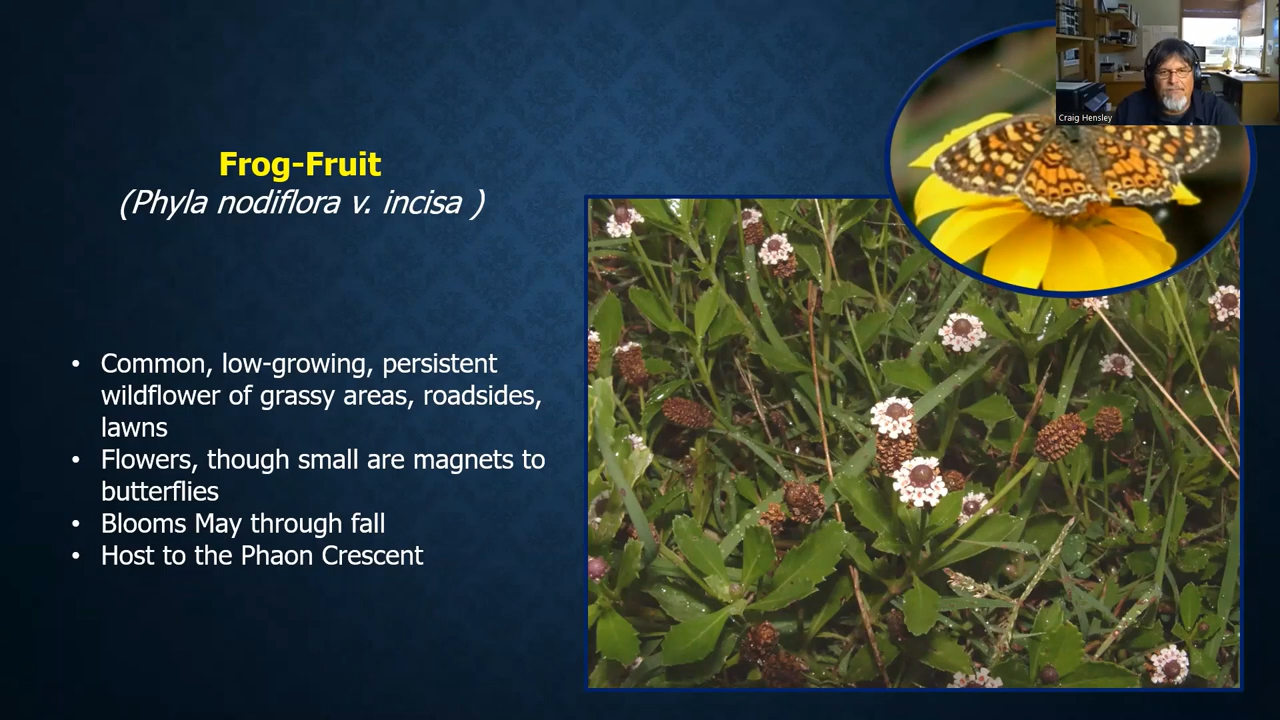 Craig Hensley
Frog-Fruit
(Phyla nodiflora v. incisa )
• Common, low-growing, persistent
wildflower of grassy areas, roadsides,
lawns
• Flowers, though small are magnets to
butterflies
• Blooms May through fall
• Host to the Phaon Crescent